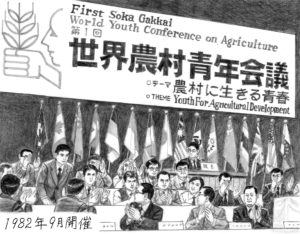 First Soka Gakkai
World Youth Conference on Agriculture
第1回
世界農村青年会議
○テーマ 農村に生きる青春
○THEME Youth For Agricultural Development
1982年9月開催